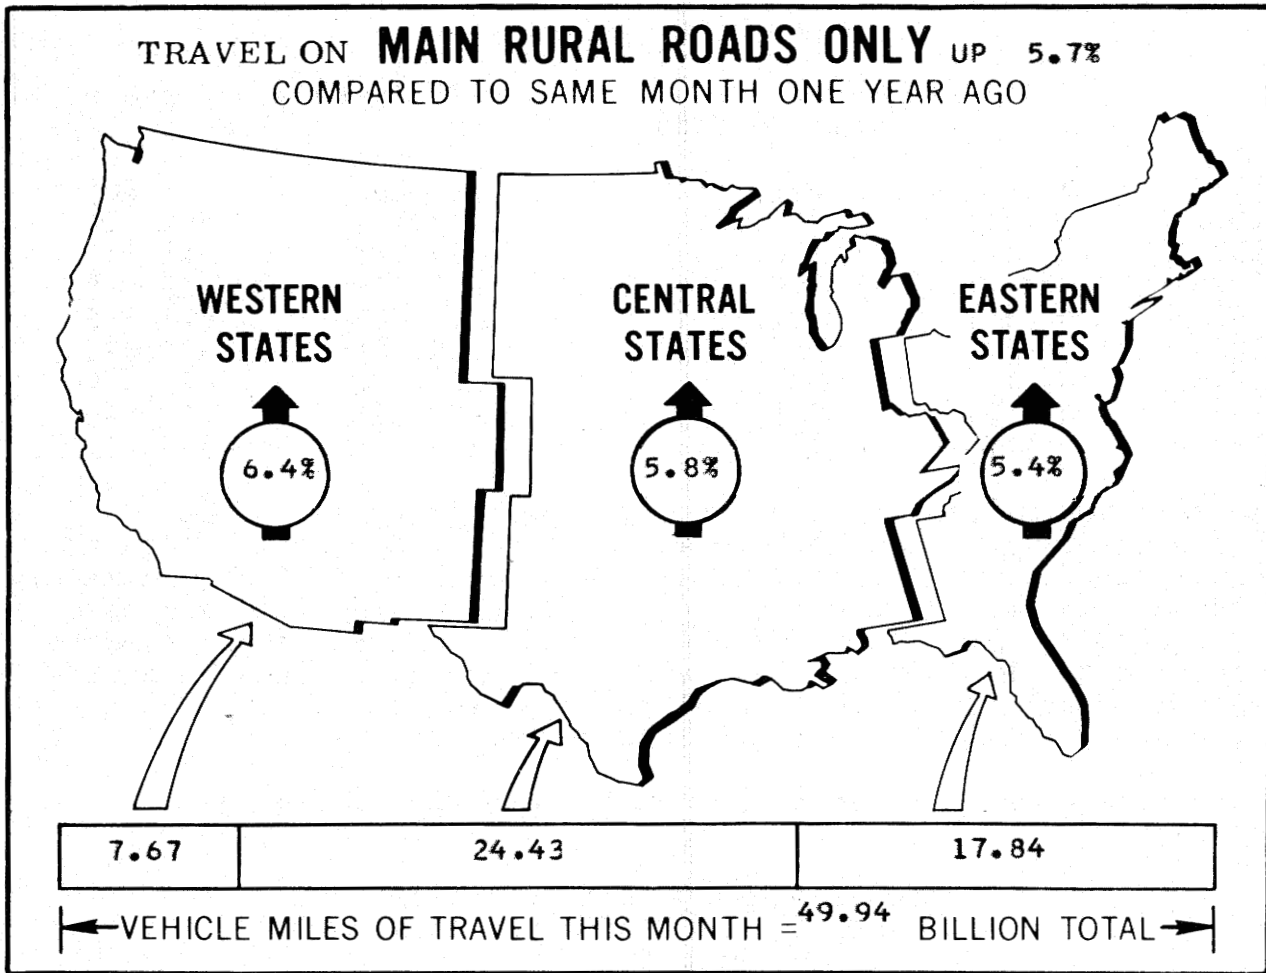 TRAVEL ON MAIN RURAL ROADS ONLY UP 5.7%
COMPARED TO SAME MONTH ONE YEAR AGO
WESTERN
STATES
6.4%
CENTRAL
STATES
5.8%
EASTERN
STATES
5.4%
7.67 24.43 17.84
VEHICLE MILES OF TRAVEL THIS MONTH = 49.94 BILLION TOTAL